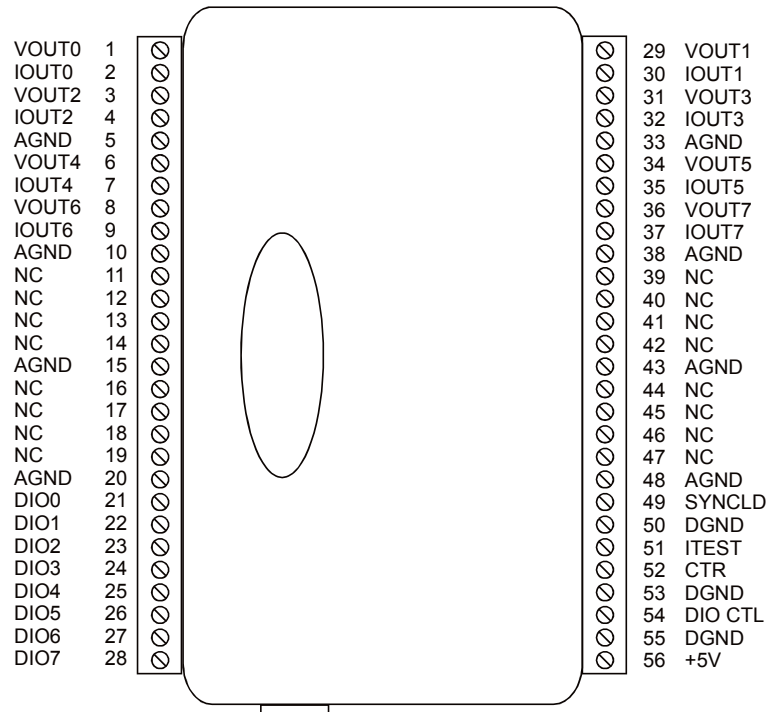 VOUT0 1
IOUT0 2
VOUT2 3
IOUT2 4
AGND 5
VOUT4 6
IOUT4 7
VOUT6 8
IOUT6 9
AGND 10
NC 11
NC 12
NC 13
NC 14
AGND 15
NC 16
NC 17
NC 18
NC 19
AGND 20
DIO0 21
DIO1 22
DIO2 23
DIO3 24
DIO4 25
DIO5 26
DIO6 27
DIO7 28
29 VOUT1
30 IOUT1
31 VOUT3
32 IOUT3
33 AGND
34 VOUT5
35 IOUT5
36 VOUT7
37 IOUT7
38 AGND
39 NC
40 NC
41 NC
42 NC
43 AGND
44 NC
45 NC
46 NC
47 NC
48 AGND
49 SYNCLD
50 DGND
51 ITEST
52 CTR
53 DGND
54 DIO CTL
55 DGND
56 +5V